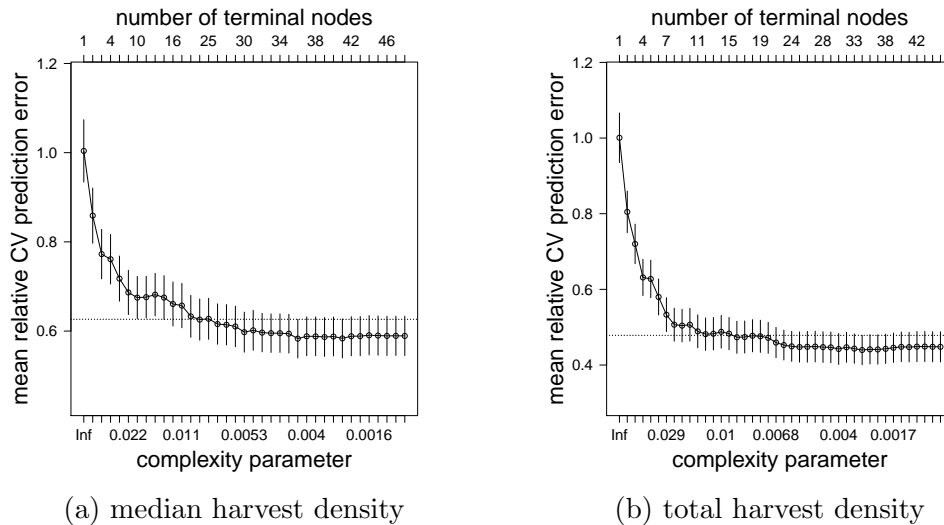 number of terminal nodes
1 4 10 16 25 30 34 38 42 46
mean relative CV prediction error
1.2
1.0
0.8
0.6
Inf 0.022 0.011 0.0053 0.004 0.0016
complexity parameter
(a) median harvest density
number of terminal nodes
1 4 7 11 15 19 24 28 33 38 42
mean relative CV prediction error
1.2
1.0
0.8
0.6
0.4
Inf 0.029 0.01 0.0068 0.004 0.0017
complexity parameter
(b) total harvest density